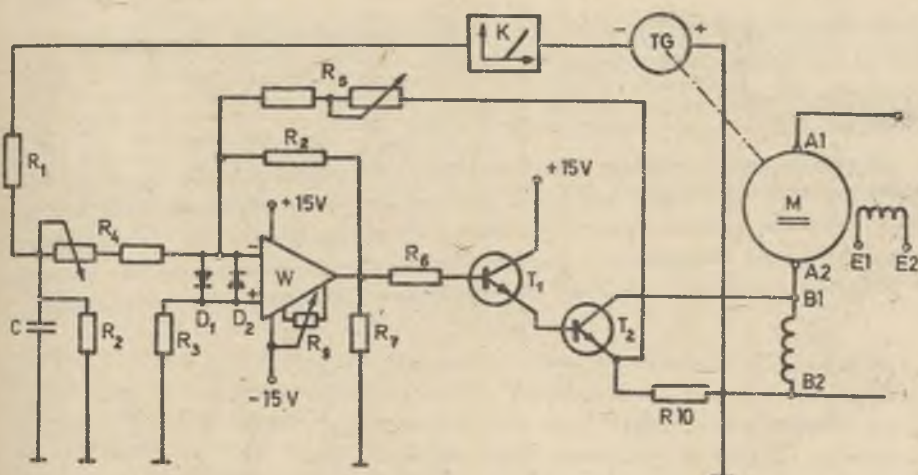 K
- TG +
R5
A1
R2
R1
+15V
+15V
M
R4
E1 E2
- W
R6
T1
A2
+
B1
C
R2
D1 D2
R3
R9
R7
T2
-15V
B2
R10